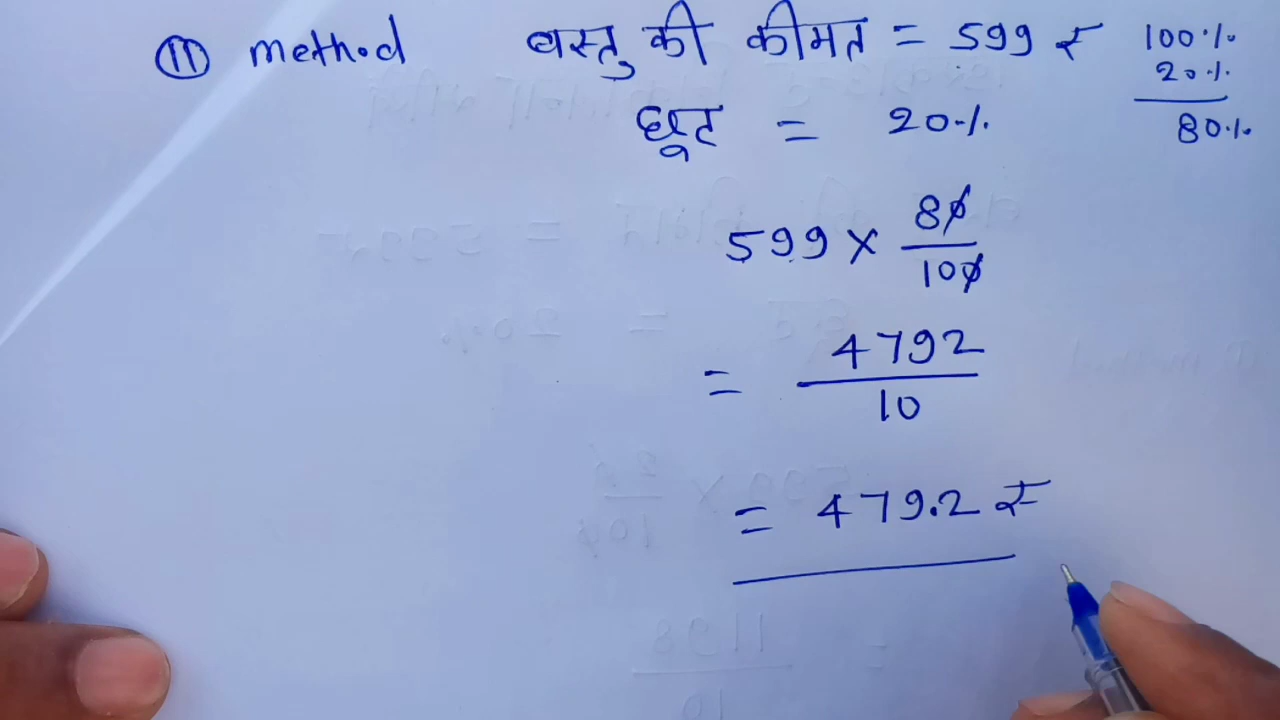 (II) method वस्तु की कीमत = 599 ₹
छूट = 20%
100%
20%
80%
599 × 80/100
= 4792/10
= 479.2 ₹